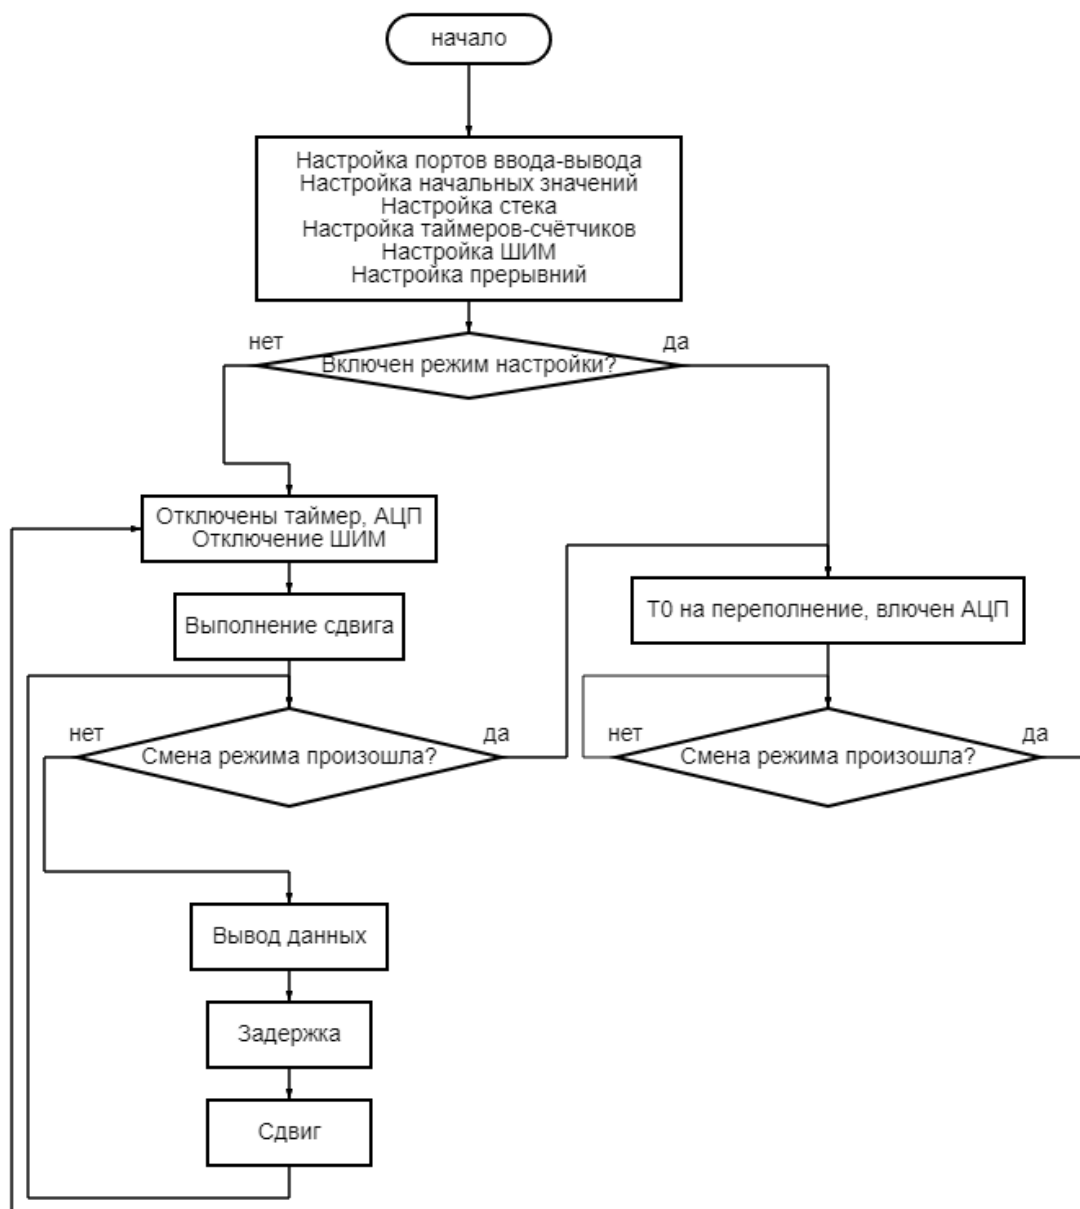 начало
Настройка портов ввода-вывода
Настройка начальных значений
Настройка стека
Настройка таймеров-счётчиков
Настройка ШИМ
Настройка прерывний
нет
да
Включен режим настройки?
Отключены таймер, АЦП
Отключение ШИМ
Т0 на переполнение, влючен АЦП
Выполнение сдвига
нет
да
Смена режима произошла?
нет
да
Смена режима произошла?
Вывод данных
Задержка
Сдвиг